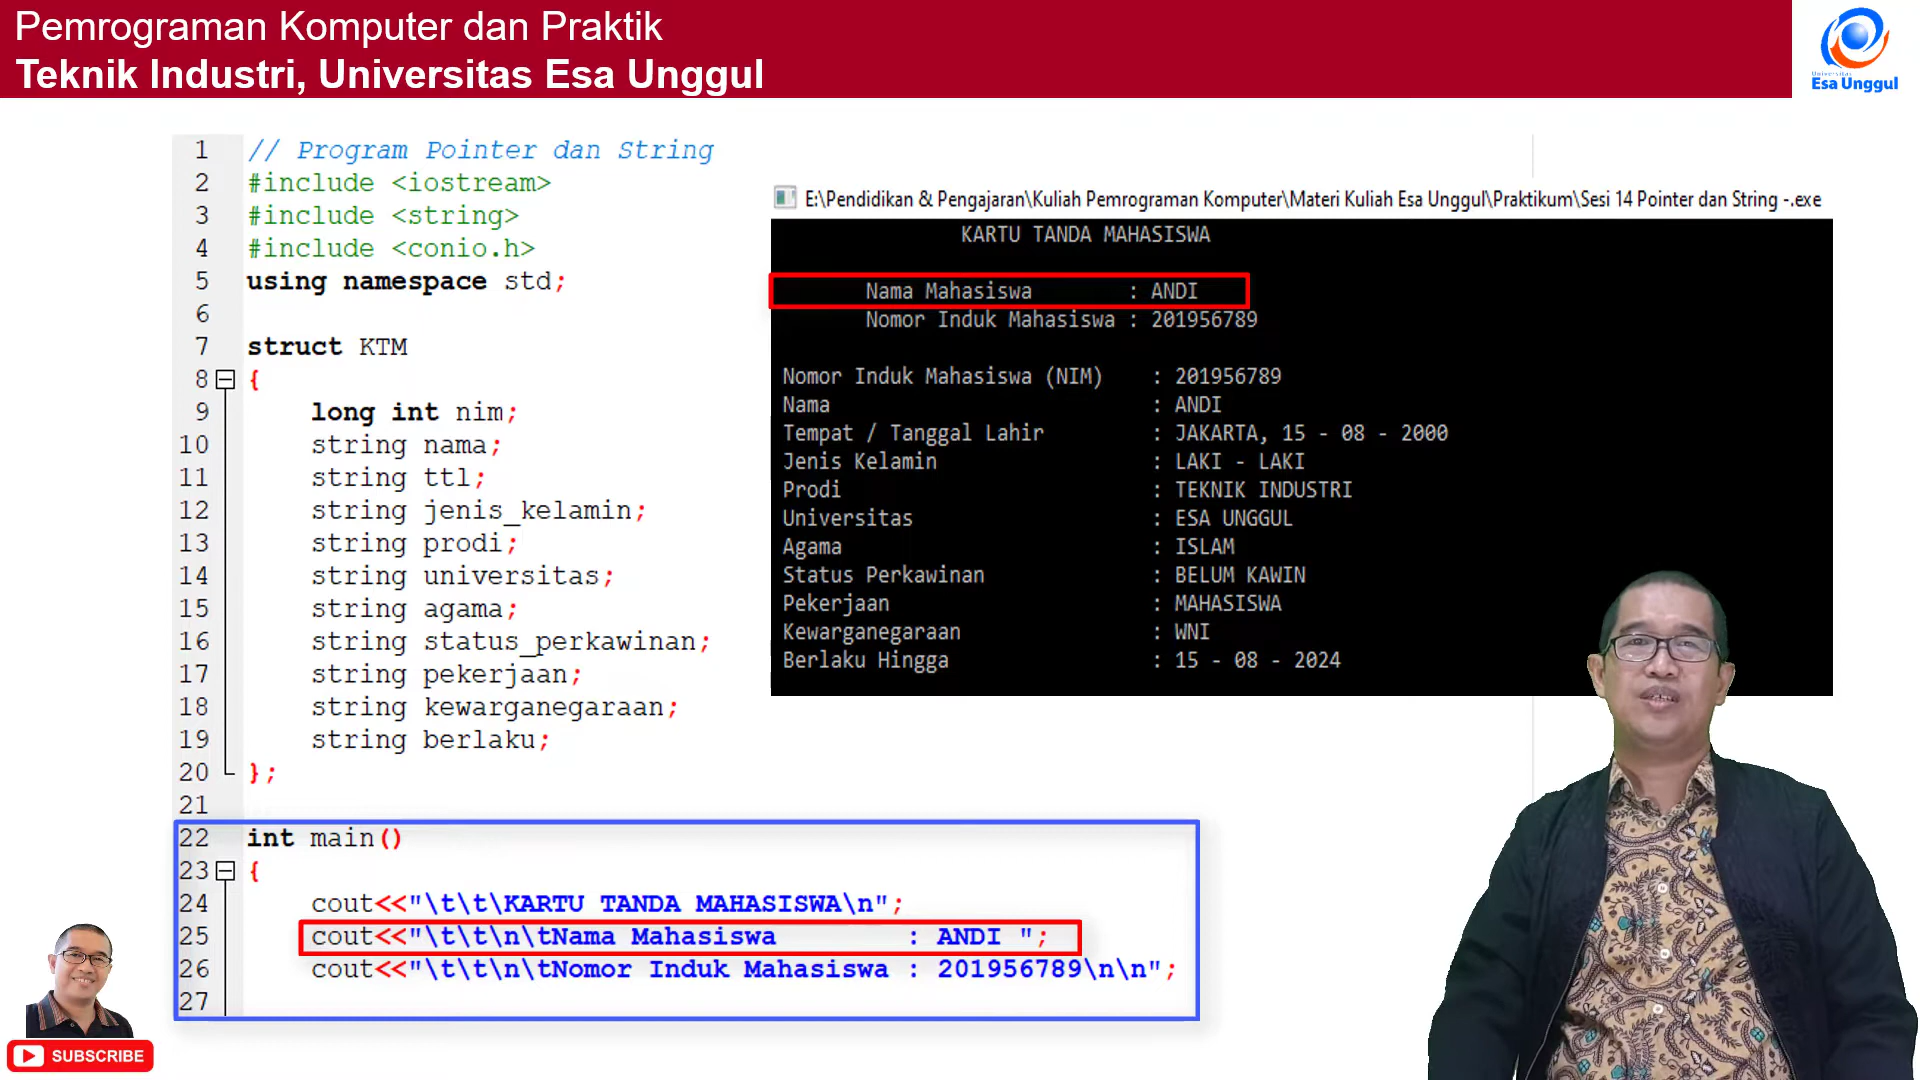 Pemrograman Komputer dan Praktik
Teknik Industri, Universitas Esa Unggul
Universitas
Esa Unggul
1 // Program Pointer dan String
2 #include <iostream>
3 #include <string>
4 #include <conio.h>
5 using namespace std;
6
7 struct KTM
8 {
9 long int nim;
10 string nama;
11 string ttl;
12 string jenis_kelamin;
13 string prodi;
14 string universitas;
15 string agama;
16 string status_perkawinan;
17 string pekerjaan;
18 string kewarganegaraan;
19 string berlaku;
20 };
21
22 int main()
23 {
24 cout<<"\t\t\KARTU TANDA MAHASISWA\n";
25 cout<<"\t\t\n\tNama Mahasiswa : ANDI ";
26 cout<<"\t\t\n\tNomor Induk Mahasiswa : 201956789\n\n";
27
E:\Pendidikan & Pengajaran\Kuliah Pemrograman Komputer\Materi Kuliah Esa Unggul\Praktikum\Sesi 14 Pointer dan String -.exe
KARTU TANDA MAHASISWA
Nama Mahasiswa : ANDI
Nomor Induk Mahasiswa : 201956789
Nomor Induk Mahasiswa (NIM) : 201956789
Nama : ANDI
Tempat / Tanggal Lahir : JAKARTA, 15 - 08 - 2000
Jenis Kelamin : LAKI - LAKI
Prodi : TEKNIK INDUSTRI
Universitas : ESA UNGGUL
Agama : ISLAM
Status Perkawinan : BELUM KAWIN
Pekerjaan : MAHASISWA
Kewarganegaraan : WNI
Berlaku Hingga : 15 - 08 - 2024
SUBSCRIBE